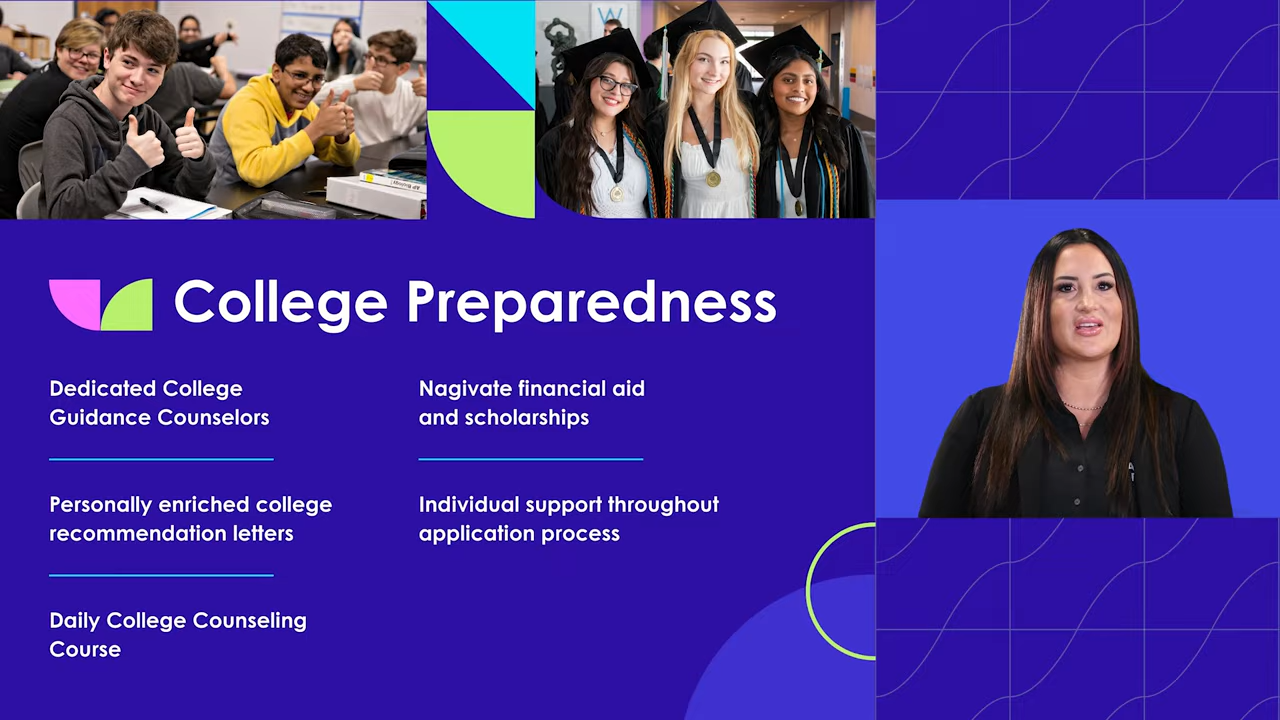 W
College Preparedness
Dedicated College
Guidance Counselors
Personally enriched college
recommendation letters
Daily College Counseling
Course
Nagivate financial aid
and scholarships
Individual support throughout
application process